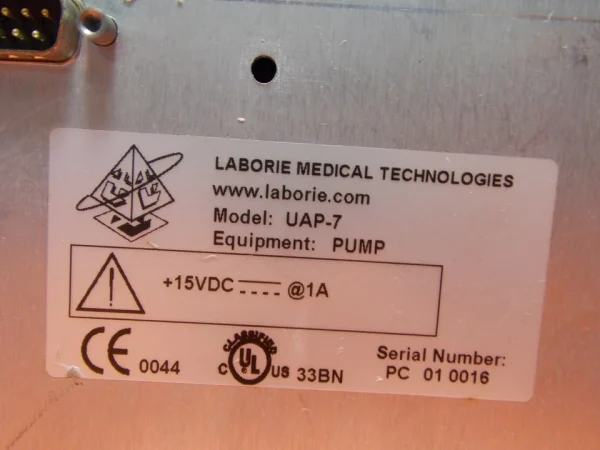 LABORIE MEDICAL TECHNOLOGIES
www.laborie.com
Model: UAP-7
Equipment: PUMP
+15VDC @1A
CE 0044
CLASSIFIED
C UL US 33BN
Serial Number:
PC 01 0016